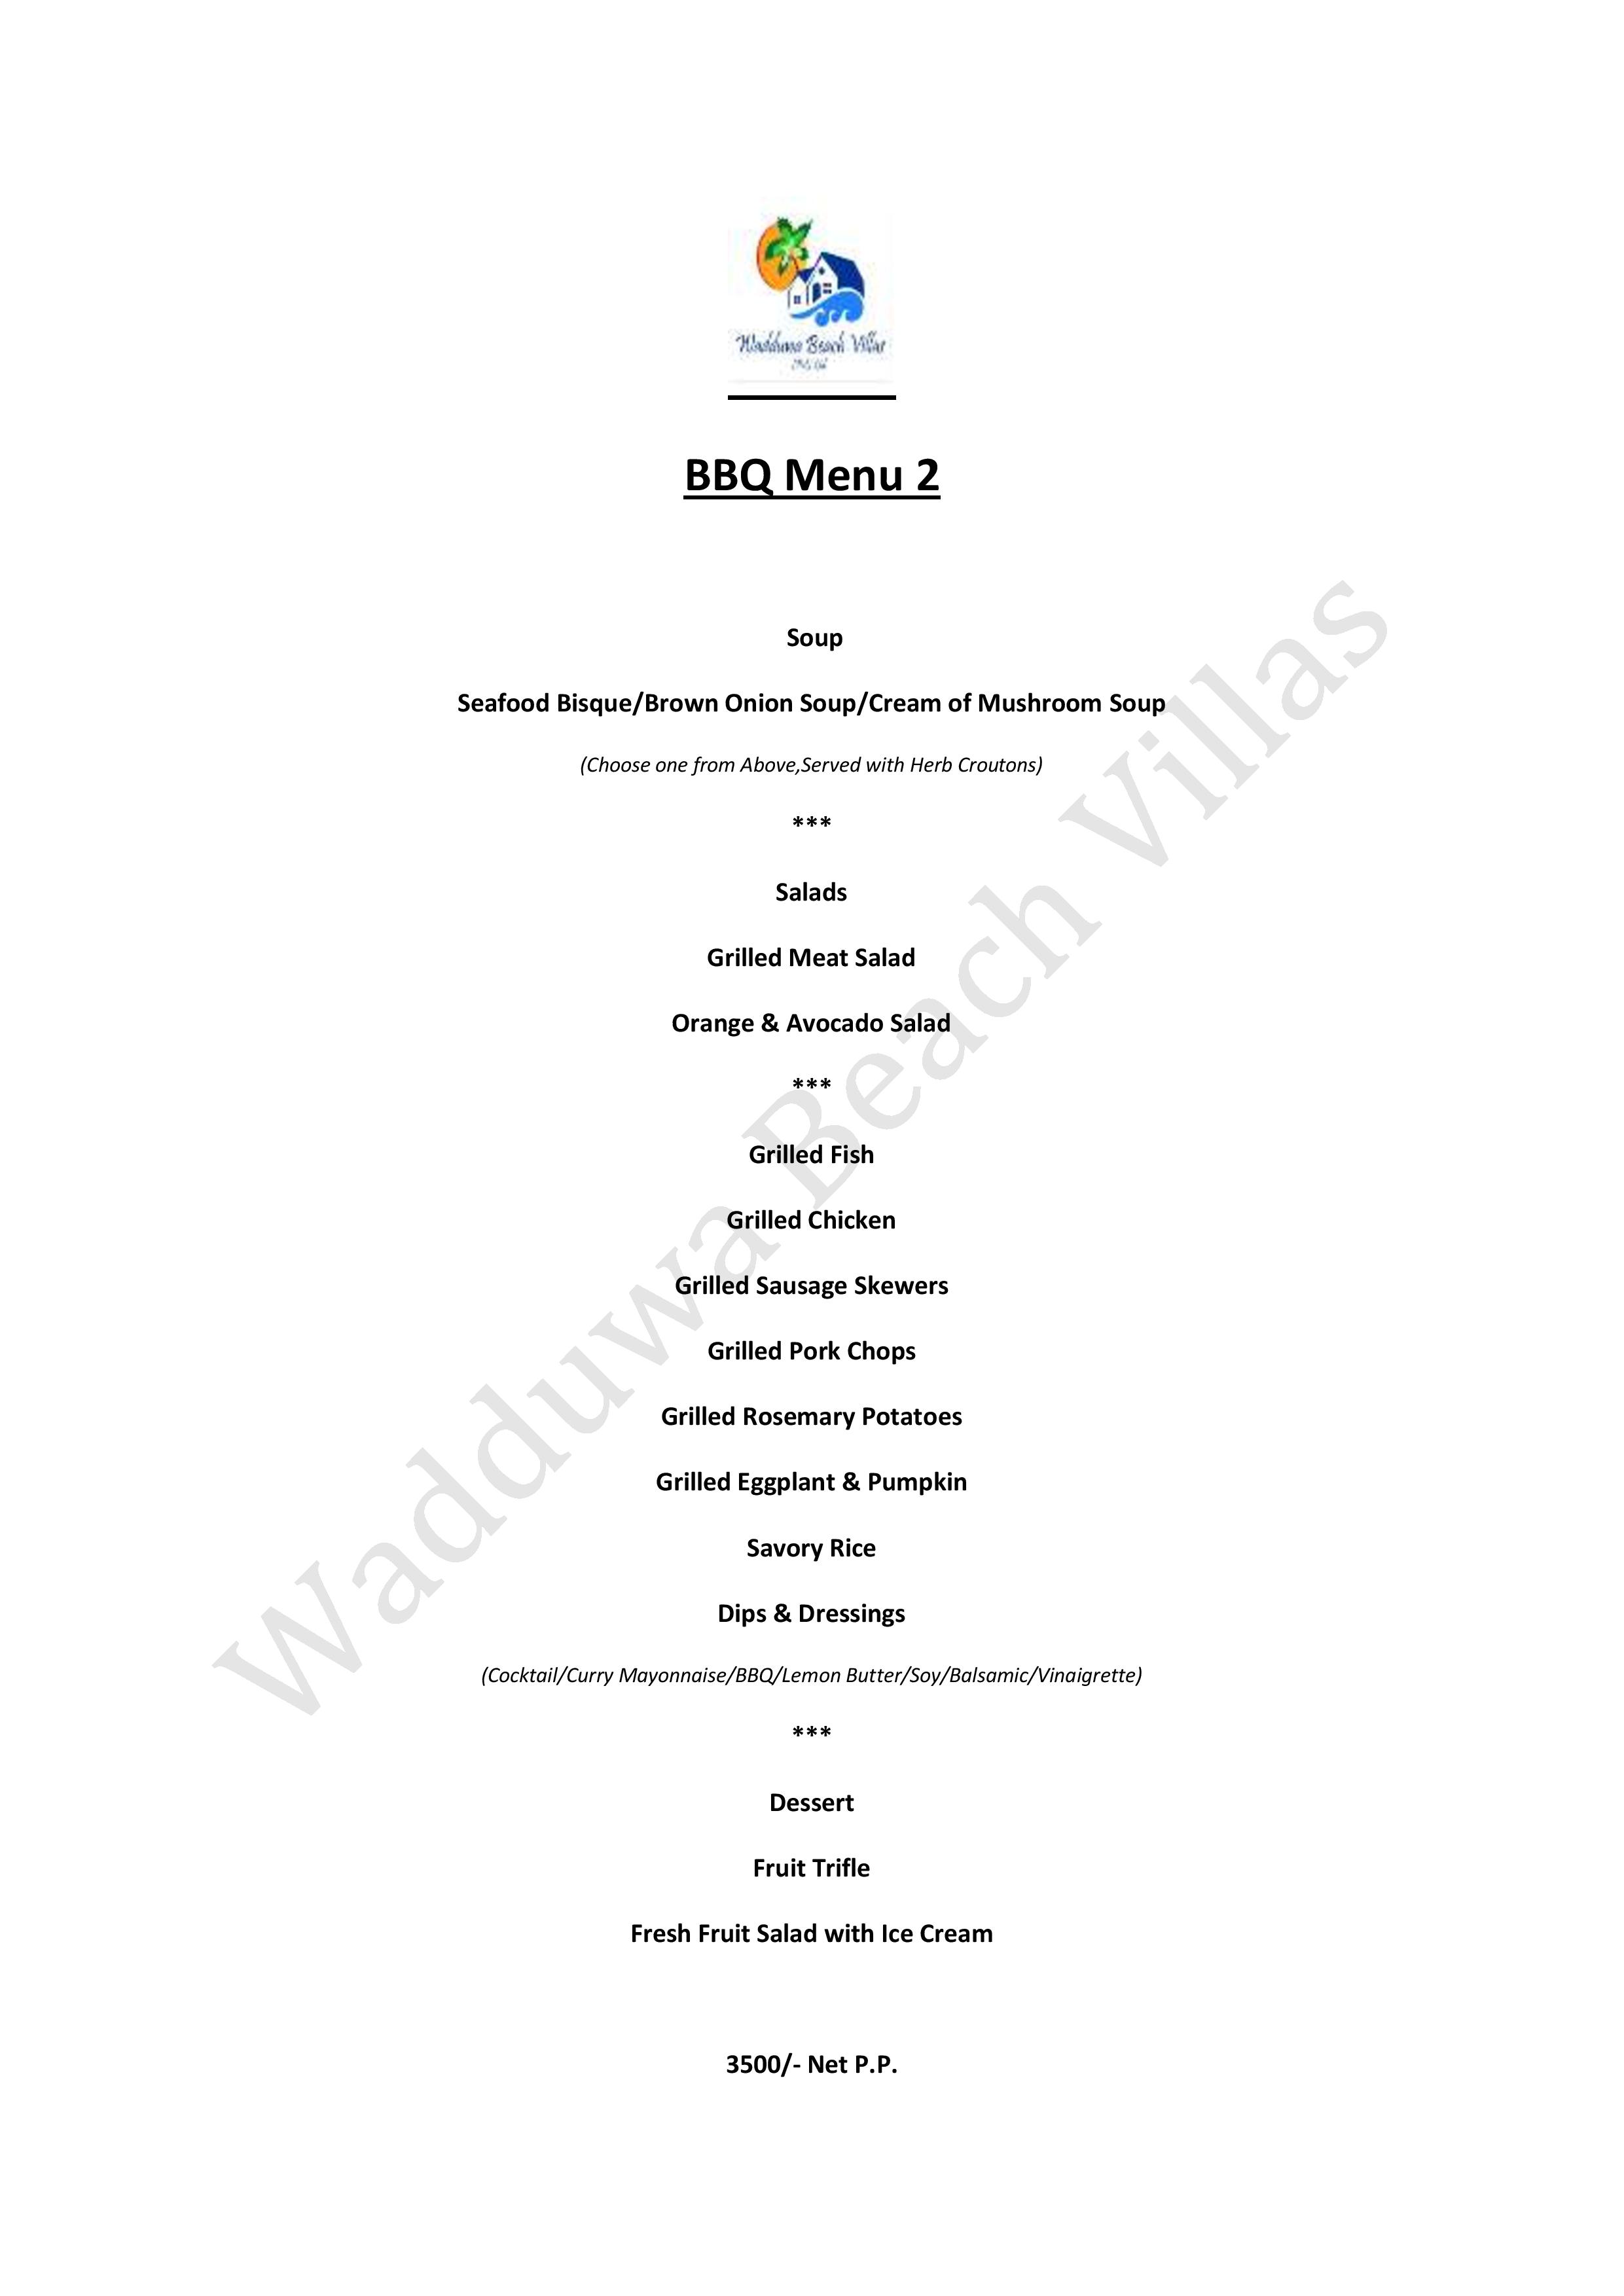 Wadduwa Beach Villas
BBQ Menu 2
Soup
Seafood Bisque/Brown Onion Soup/Cream of Mushroom Soup
(Choose one from Above,Served with Herb Croutons)
***
Salads
Grilled Meat Salad
Orange & Avocado Salad
***
Grilled Fish
Grilled Chicken
Grilled Sausage Skewers
Grilled Pork Chops
Grilled Rosemary Potatoes
Grilled Eggplant & Pumpkin
Savory Rice
Dips & Dressings
(Cocktail/Curry Mayonnaise/BBQ/Lemon Butter/Soy/Balsamic/Vinaigrette)
***
Dessert
Fruit Trifle
Fresh Fruit Salad with Ice Cream
3500/- Net P.P.
Wadduwa Beach Villas